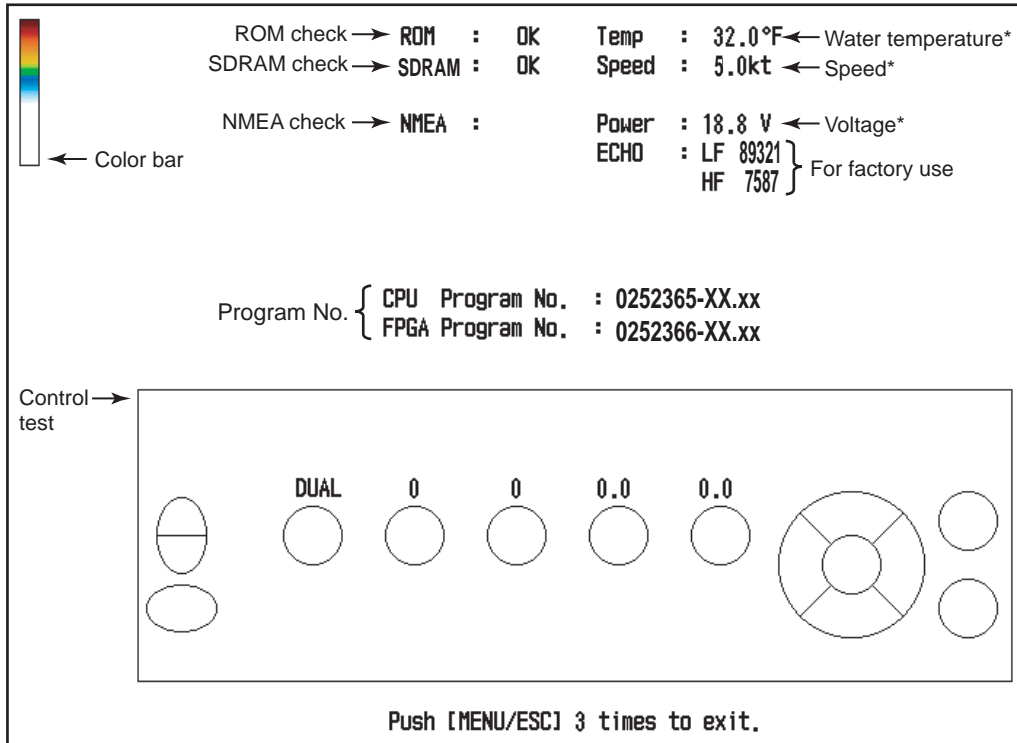 ROM check ROM : OK Temp : 32.0°F Water temperature*
SDRAM check SDRAM : OK Speed : 5.0kt Speed*
NMEA check NMEA : Power : 18.8 V Voltage*
Color bar ECHO : LF 89321 For factory use
HF 7587
Program No. CPU Program No. : 0252365-XX.xx
FPGA Program No. : 0252366-XX.xx
Control
test
DUAL 0 0 0.0 0.0
Push [MENU/ESC] 3 times to exit.